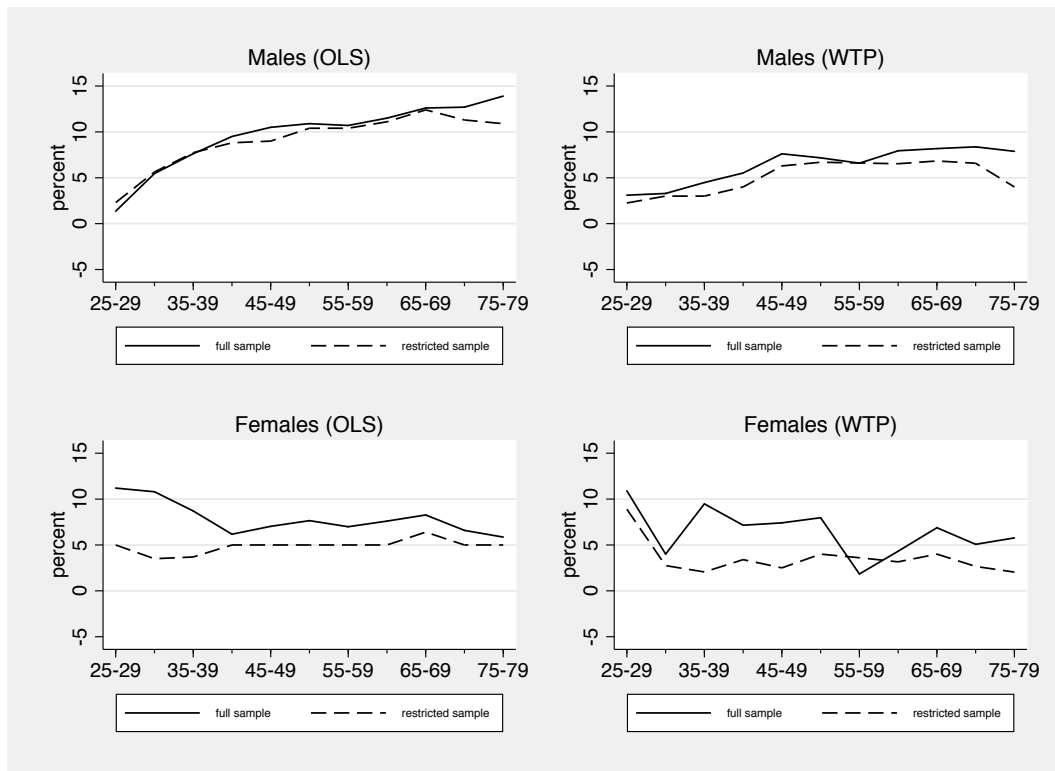 Males (OLS)
percent
15
10
5
0
-5
25-29 35-39 45-49 55-59 65-69 75-79
full sample restricted sample
Males (WTP)
percent
15
10
5
0
-5
25-29 35-39 45-49 55-59 65-69 75-79
full sample restricted sample
Females (OLS)
percent
15
10
5
0
-5
25-29 35-39 45-49 55-59 65-69 75-79
full sample restricted sample
Females (WTP)
percent
15
10
5
0
-5
25-29 35-39 45-49 55-59 65-69 75-79
full sample restricted sample